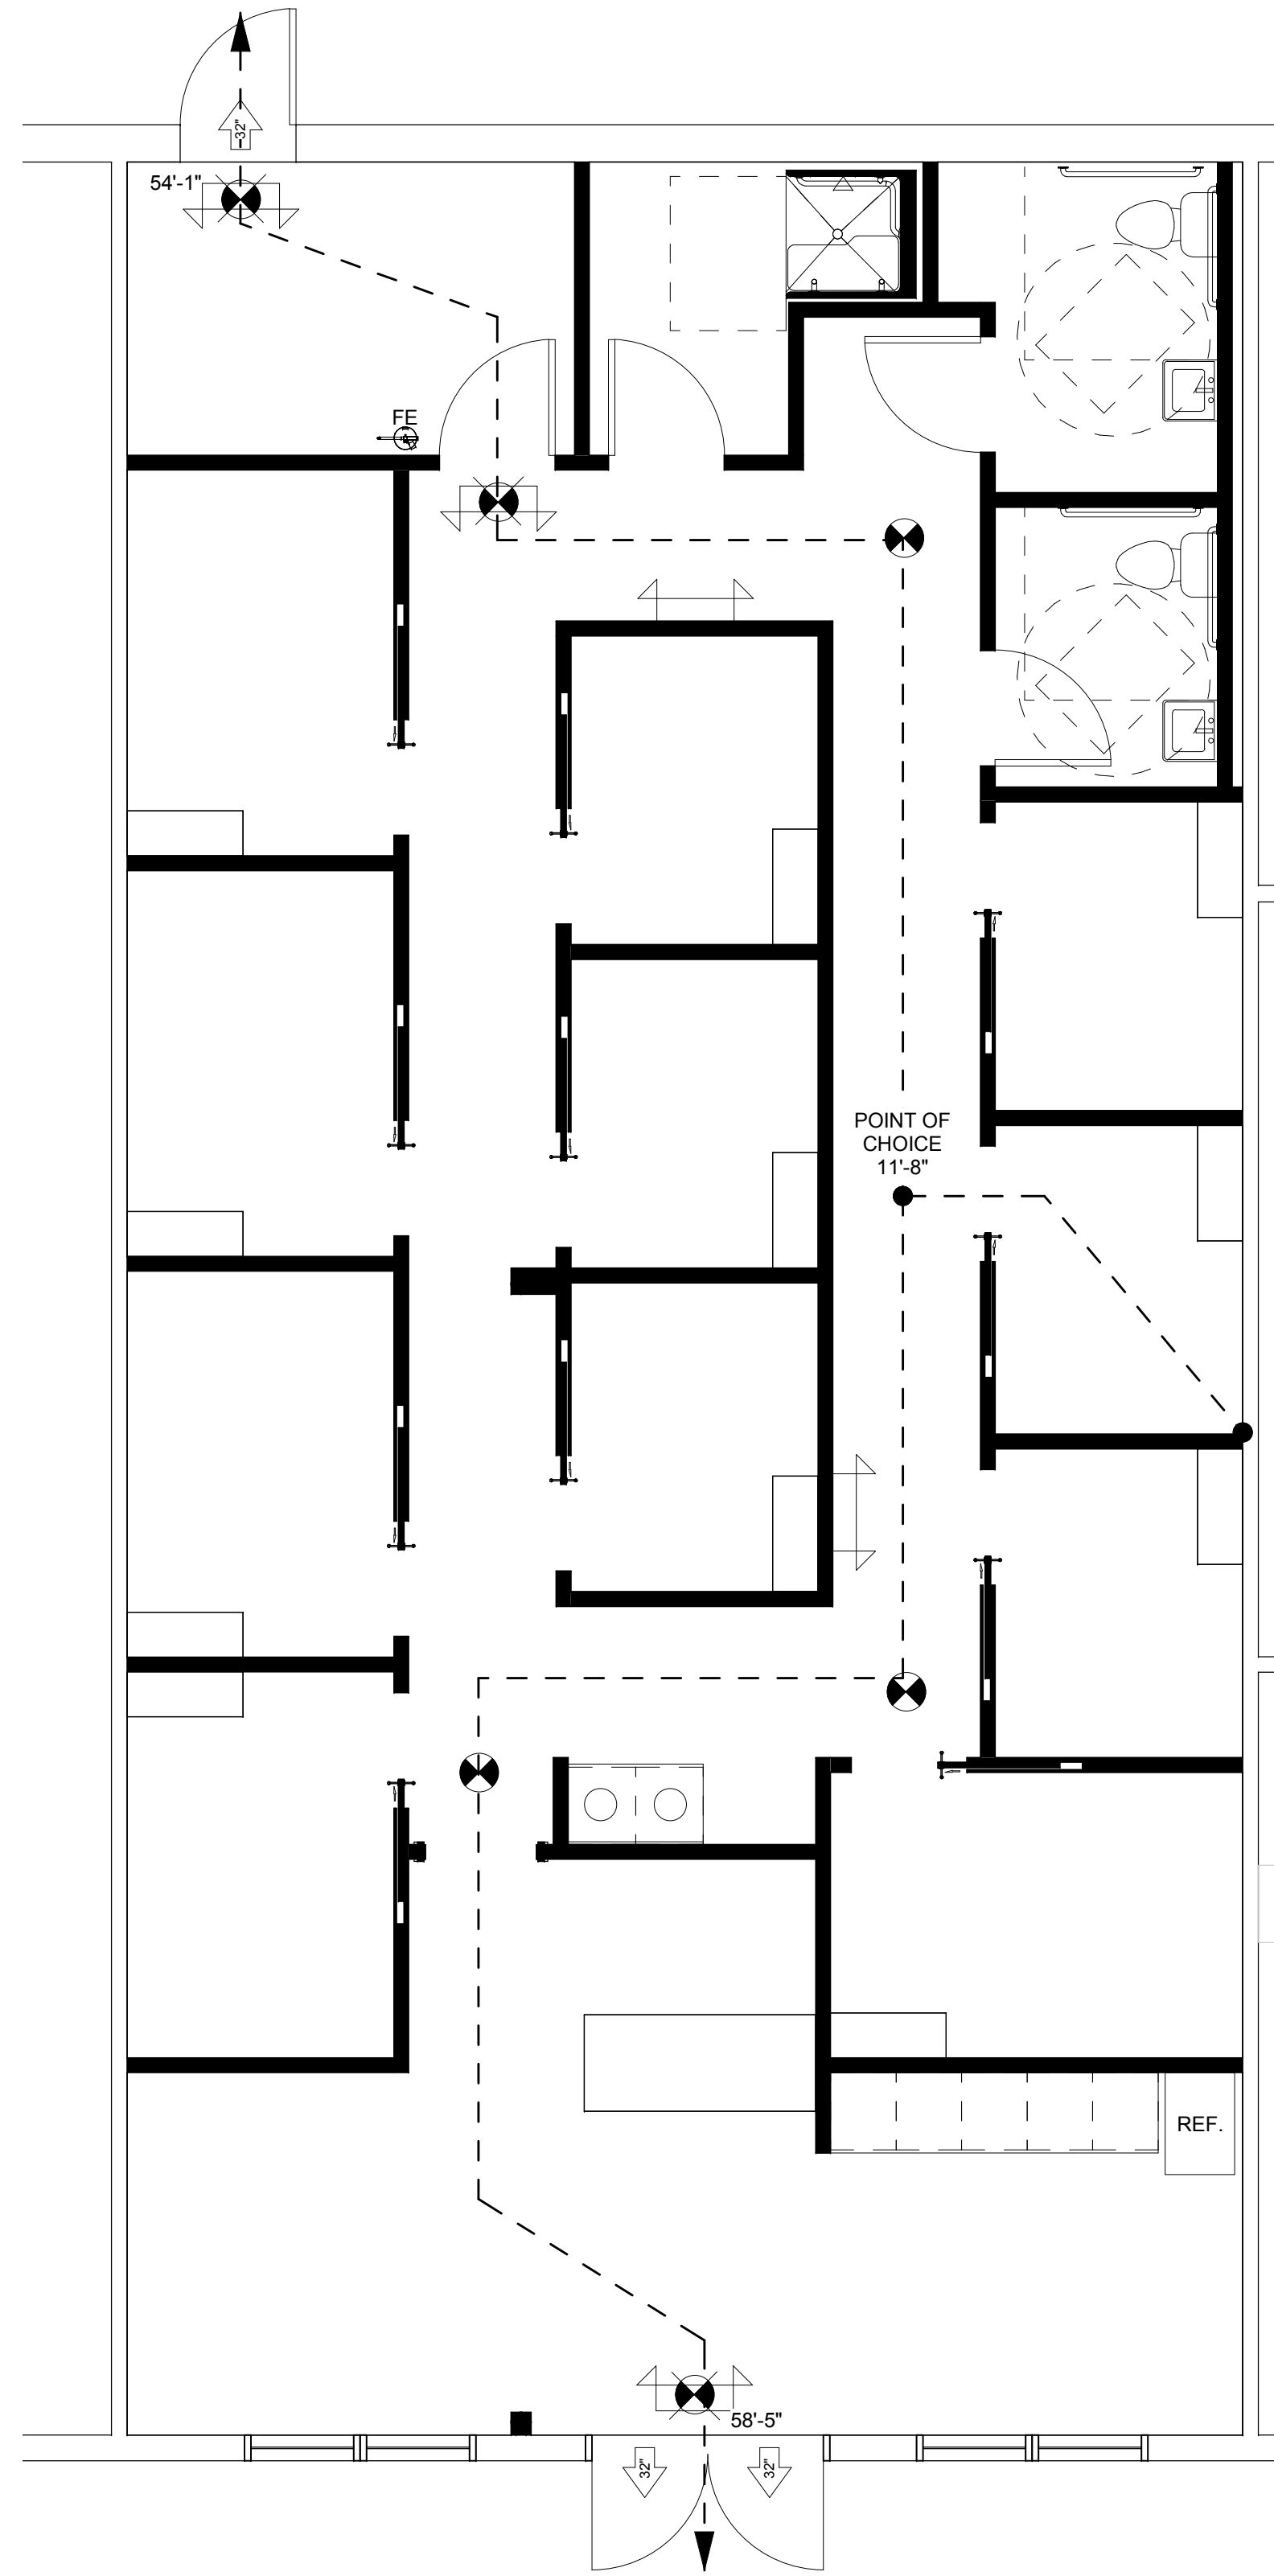 32"
54'-1"
FE
POINT OF
CHOICE
11'-8"
REF.
58'-5"
32"
32"